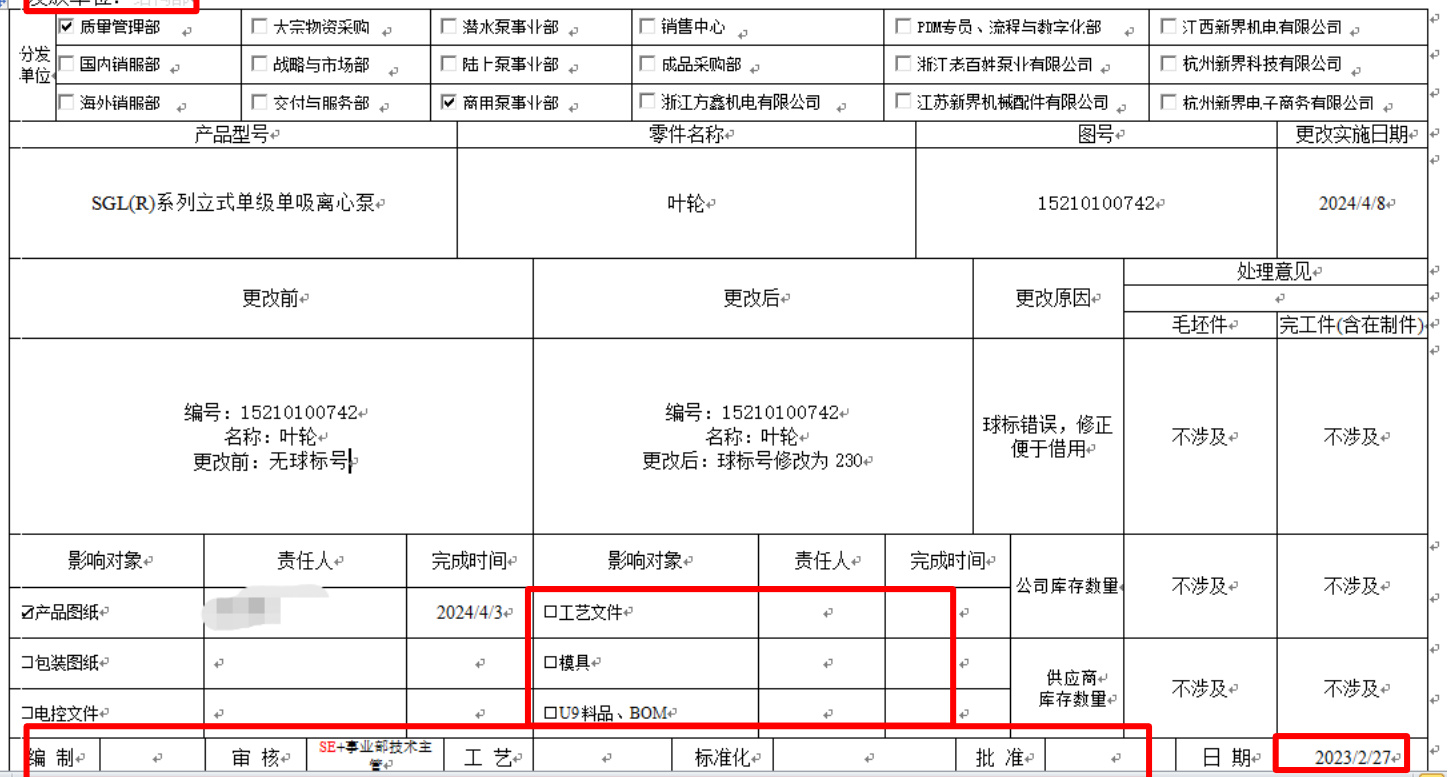 质量管理部 大宗物资采购 潜水泵事业部 销售中心 PDM专员、流程与数字化部 江西新界机电有限公司
分发单位
国内销服部 战略与市场部 陆上泵事业部 成品采购部 浙江老百姓泵业有限公司 杭州新界科技有限公司
海外销服部 交付与服务部 商用泵事业部 浙江方鑫机电有限公司 江苏新界机械配件有限公司 杭州新界电子商务有限公司
产品型号 零件名称 图号 更改实施日期
SGL(R)系列立式单级单吸离心泵 叶轮 15210100742 2024/4/8
更改前 更改后 更改原因 处理意见
毛坯件 完工件(含在制件)
编号：15210100742
名称：叶轮
更改前：无球标号
编号：15210100742
名称：叶轮
更改后：球标号修改为 230
球标错误，修正
便于借用
不涉及 不涉及
影响对象 责任人 完成时间 影响对象 责任人 完成时间
公司库存数量 不涉及 不涉及
☑产品图纸 2024/4/3 口工艺文件
口包装图纸 口模具
供应商
库存数量
不涉及 不涉及
口电控文件 口U9料品、BOM
编 制 审 核 SE+事业部技术主管 工 艺 标准化 批 准 日 期 2023/2/27